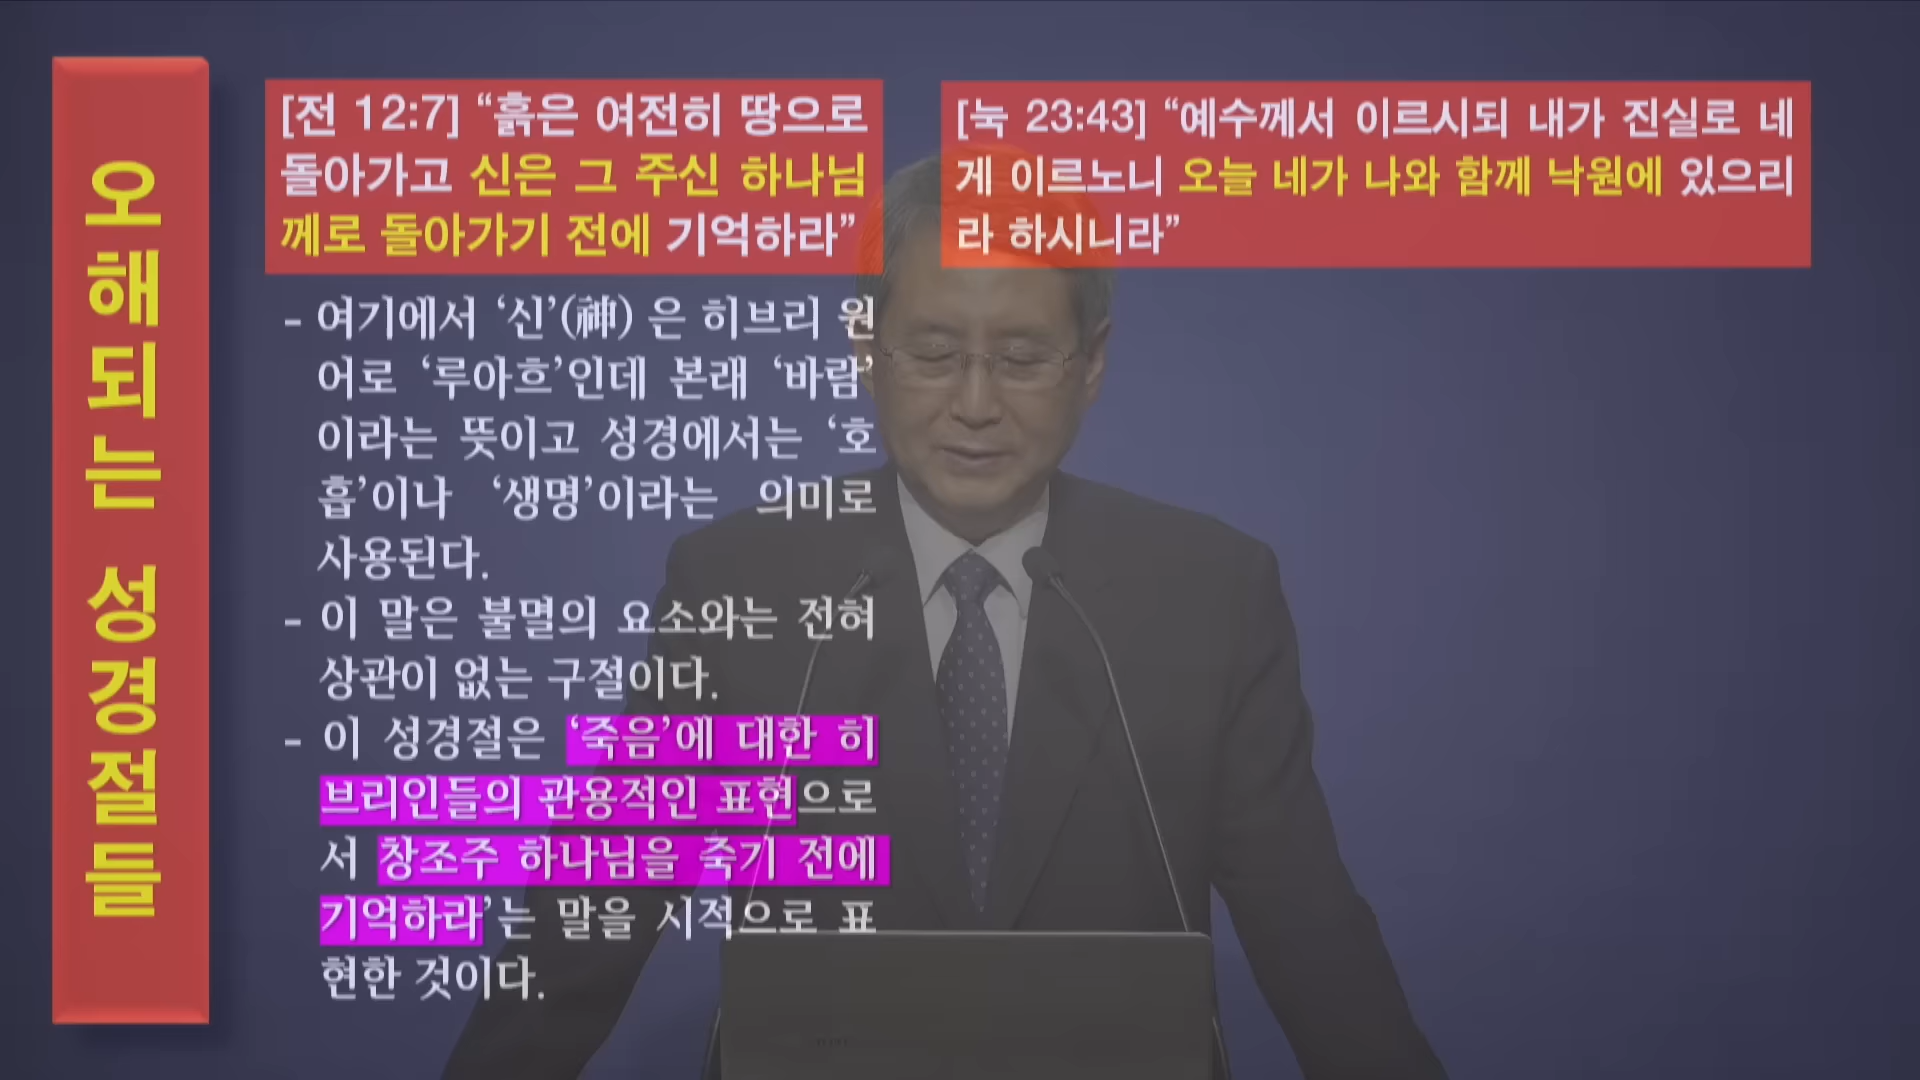 오해되는 성경절들
[전 12:7] “흙은 여전히 땅으로
돌아가고 신은 그 주신 하나님
께로 돌아가기 전에 기억하라”
- 여기에서 ‘신’(神) 은 히브리 원
어로 ‘루아흐’인데 본래 ‘바람’
이라는 뜻이고 성경에서는 ‘호
흡’이나 ‘생명’이라는 의미로
사용된다.
- 이 말은 불멸의 요소와는 전혀
상관이 없는 구절이다.
- 이 성경절은 ‘죽음’에 대한 히
브리인들의 관용적인 표현으로
서 창조주 하나님을 죽기 전에
기억하라’는 말을 시적으로 표
현한 것이다.
[눅 23:43] “예수께서 이르시되 내가 진실로 네
게 이르노니 오늘 네가 나와 함께 낙원에 있으리
라 하시니라”